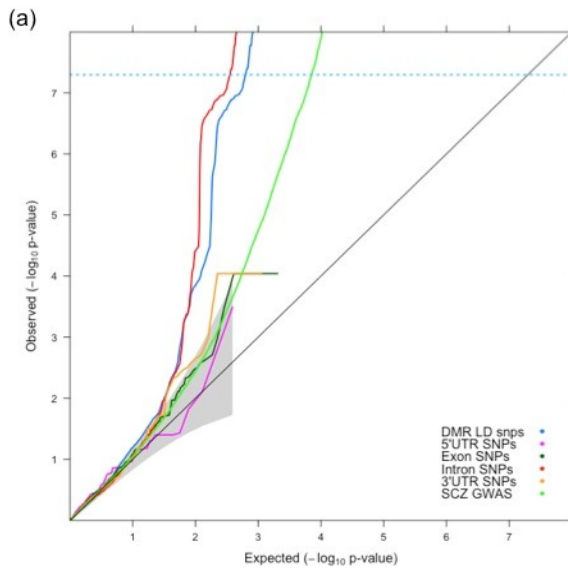 (a)
7
6
5
4
3
2
1
Observed (−log10 p-value)
DMR LD snps
5'UTR SNPs
Exon SNPs
Intron SNPs
3'UTR SNPs
SCZ GWAS
1 2 3 4 5 6 7
Expected (−log10 p-value)